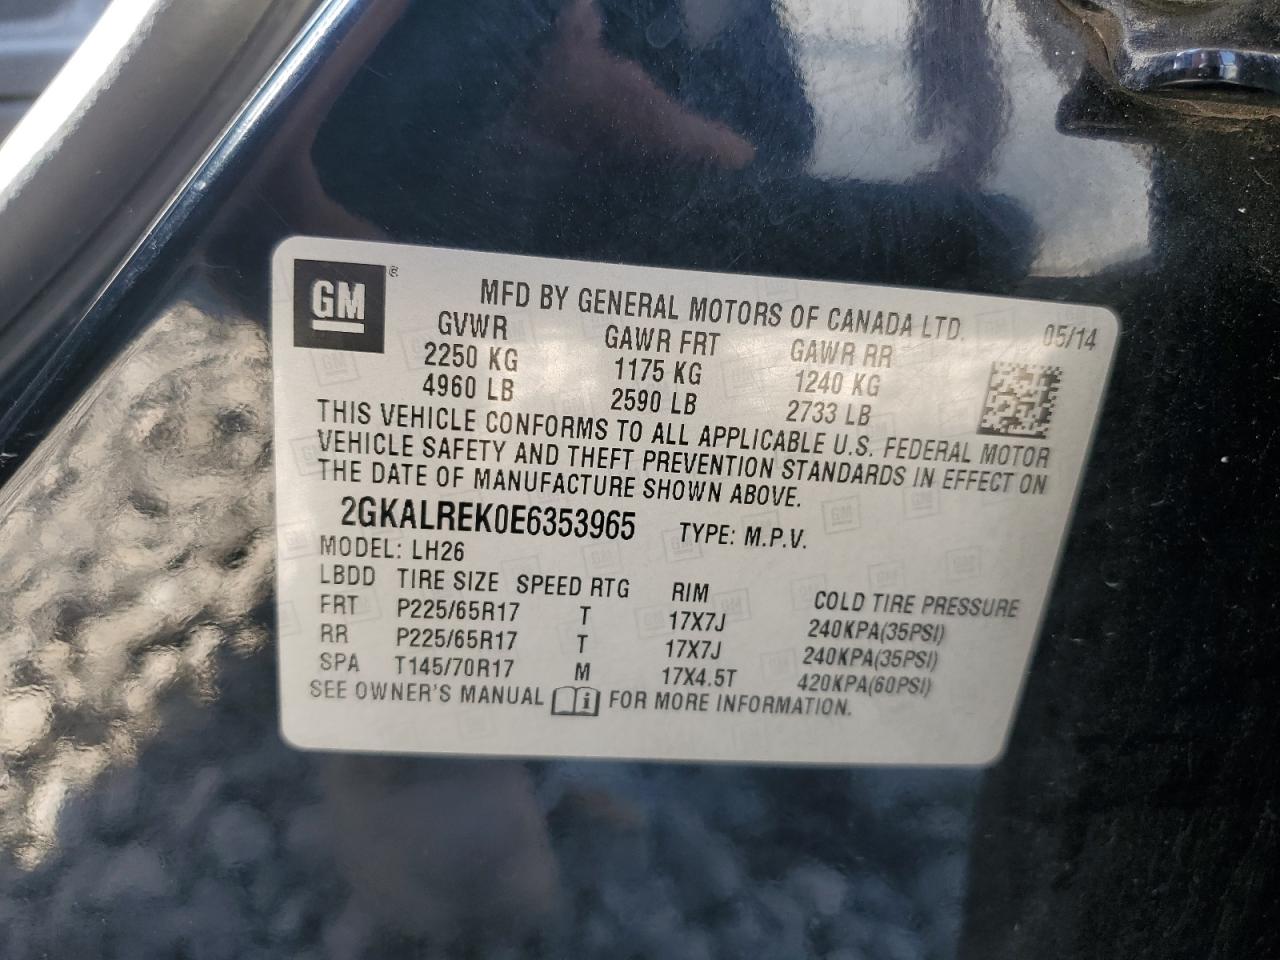 GM ®
MFD BY GENERAL MOTORS OF CANADA LTD.
GVWR GAWR FRT GAWR RR 05/14
2250 KG 1175 KG 1240 KG
4960 LB 2590 LB 2733 LB
THIS VEHICLE CONFORMS TO ALL APPLICABLE U.S. FEDERAL MOTOR
VEHICLE SAFETY AND THEFT PREVENTION STANDARDS IN EFFECT ON
THE DATE OF MANUFACTURE SHOWN ABOVE.
2GKALREK0E6353965 TYPE: M.P.V.
MODEL: LH26
LBDD TIRE SIZE SPEED RTG RIM COLD TIRE PRESSURE
FRT P225/65R17 T 17X7J 240KPA(35PSI)
RR P225/65R17 T 17X7J 240KPA(35PSI)
SPA T145/70R17 M 17X4.5T 420KPA(60PSI)
SEE OWNER'S MANUAL i FOR MORE INFORMATION.